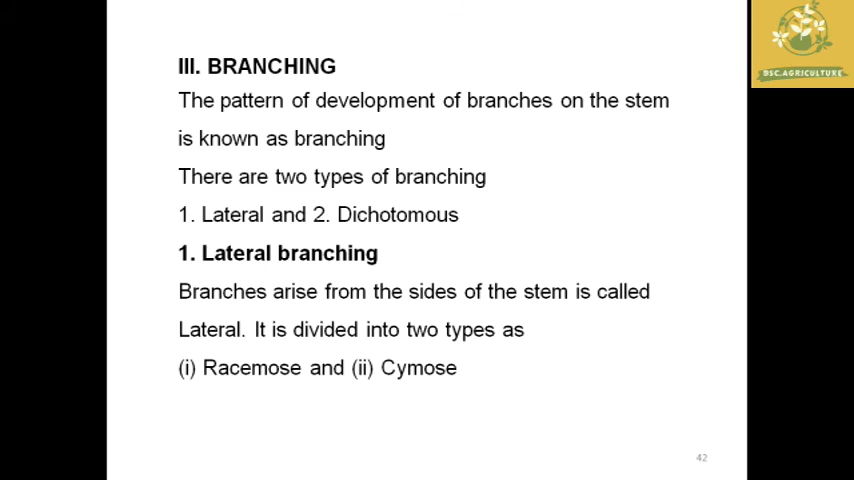 III. BRANCHING
The pattern of development of branches on the stem
is known as branching
There are two types of branching
1. Lateral and 2. Dichotomous
1. Lateral branching
Branches arise from the sides of the stem is called
Lateral. It is divided into two types as
(i) Racemose and (ii) Cymose
42
DSC.AGRICULTURE